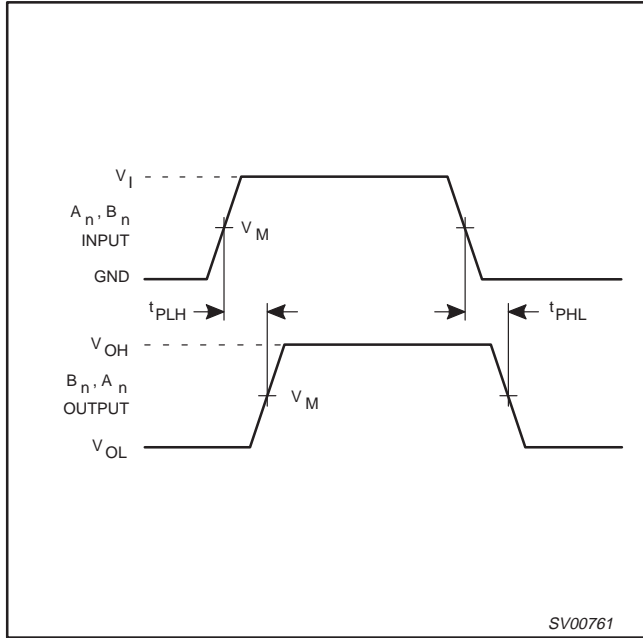 V_I
A_n, B_n
INPUT
V_M
GND
t_PLH
t_PHL
V_OH
B_n, A_n
OUTPUT
V_M
V_OL
SV00761